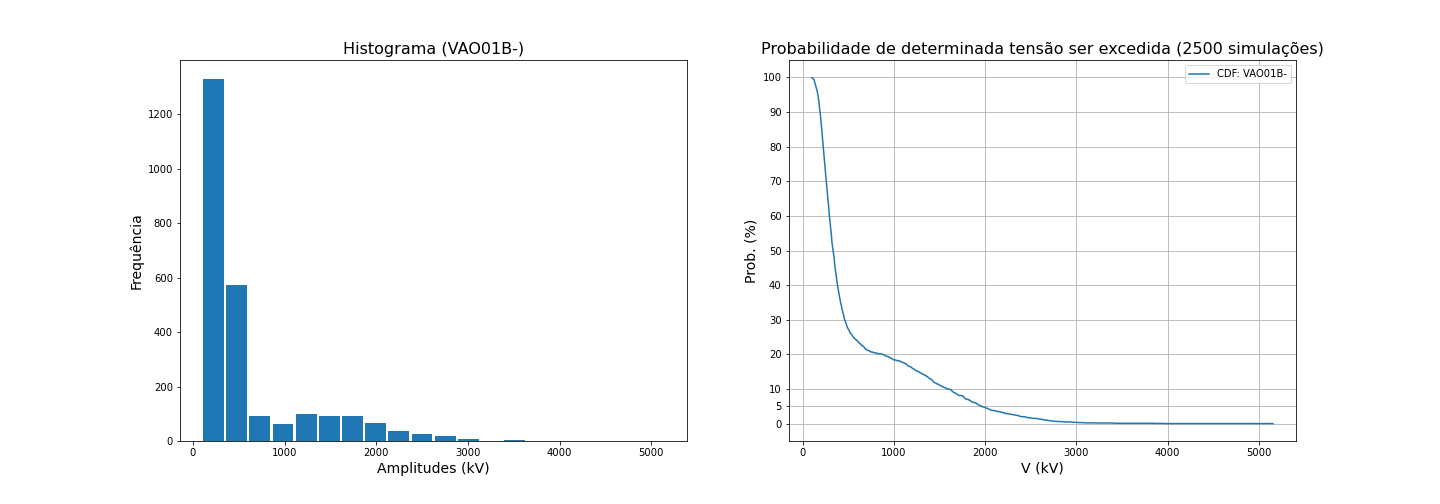 Histograma (VAO01B-)
Frequência
1200
1000
800
600
400
200
0
0 1000 2000 3000 4000 5000
Amplitudes (kV)
Probabilidade de determinada tensão ser excedida (2500 simulações)
CDF: VAO01B-
Prob. (%)
100
90
80
70
60
50
40
30
20
10
5
0
0 1000 2000 3000 4000 5000
V (kV)